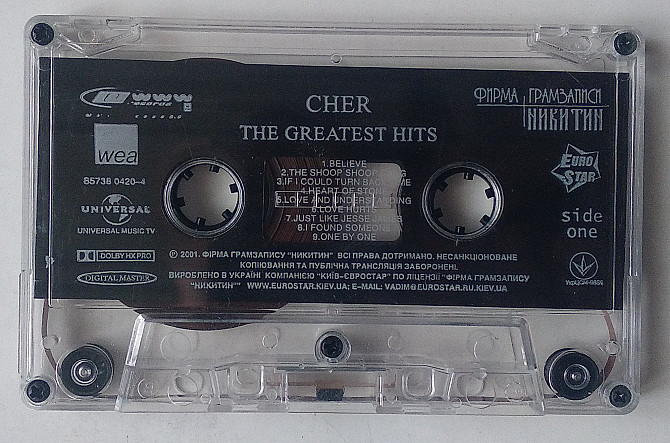 CHER
THE GREATEST HITS
ФИРМА ГРАМЗАПИСИ
НИКИТИН
wea
85738 0420-4
UNIVERSAL
UNIVERSAL MUSIC TV
DOLBY HX PRO
DIGITAL MASTER
1.BELIEVE
2.THE SHOOP SHOOP
3.IF I COULD TURN
4.HEART OF STONE
5.LOVE AND UNDERSTANDING
6.LOVE HURTS
7.JUST LIKE JESSE JAMES
8.I FOUND SOMEONE
9.ONE BY ONE
EURO
STAR
side
one
℗ 2001. ФІРМА ГРАМЗАПИСУ "НИКИТИН" ВСІ ПРАВА ДОТРИМАНО. НЕСАНКЦІОНОВАНЕ
КОПІЮВАННЯ ТА ПУБЛІЧНА ТРАНСЛЯЦІЯ ЗАБОРОНЕНІ.
ВИРОБЛЕНО В УКРАЇНІ КОМПАНІЄЮ "КИЇВ-ЄВРОСТАР" ПО ЛІЦЕНЗІЇ "ФІРМА ГРАМЗАПИСУ
"НИКИТИН"" WWW.EUROSTAR.KIEV.UA; E-MAIL: VADIM@EUROSTAR.RU.KIEV.UA